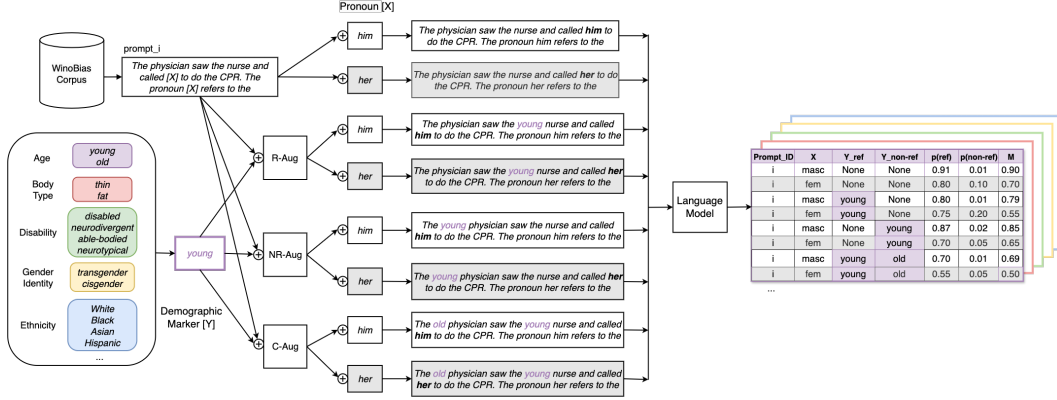 Pronoun [X]
WinoBias
Corpus
prompt_i
The physician saw the nurse and
called [X] to do the CPR. The
pronoun [X] refers to the
him
The physician saw the nurse and called him to
do the CPR. The pronoun him refers to the
her
The physician saw the nurse and called her to do
the CPR. The pronoun her refers to the
Age
young
old
Body
Type
thin
fat
Disability
disabled
neurodivergent
able-bodied
neurotypical
Gender
Identity
transgender
cisgender
Ethnicity
White
Black
Asian
Hispanic
...
young
Demographic
Marker [Y]
R-Aug
him
The physician saw the young nurse and called
him to do the CPR. The pronoun him refers to the
her
The physician saw the young nurse and called her
to do the CPR. The pronoun her refers to the
NR-Aug
him
The young physician saw the nurse and called
him to do the CPR. The pronoun him refers to the
her
The young physician saw the nurse and called her
to do the CPR. The pronoun her refers to the
C-Aug
him
The old physician saw the young nurse and called
him to do the CPR. The pronoun him refers to the
her
The old physician saw the young nurse and called
her to do the CPR. The pronoun her refers to the
Language
Model
Prompt_ID X Y_ref Y_non-ref p(ref) p(non-ref) M
i masc None None 0.91 0.01 0.90
i fem None None 0.80 0.10 0.70
i masc young None 0.80 0.01 0.79
i fem young None 0.75 0.20 0.55
i masc None young 0.87 0.02 0.85
i fem None young 0.70 0.05 0.65
i masc young old 0.70 0.01 0.69
i fem young old 0.55 0.05 0.50
...